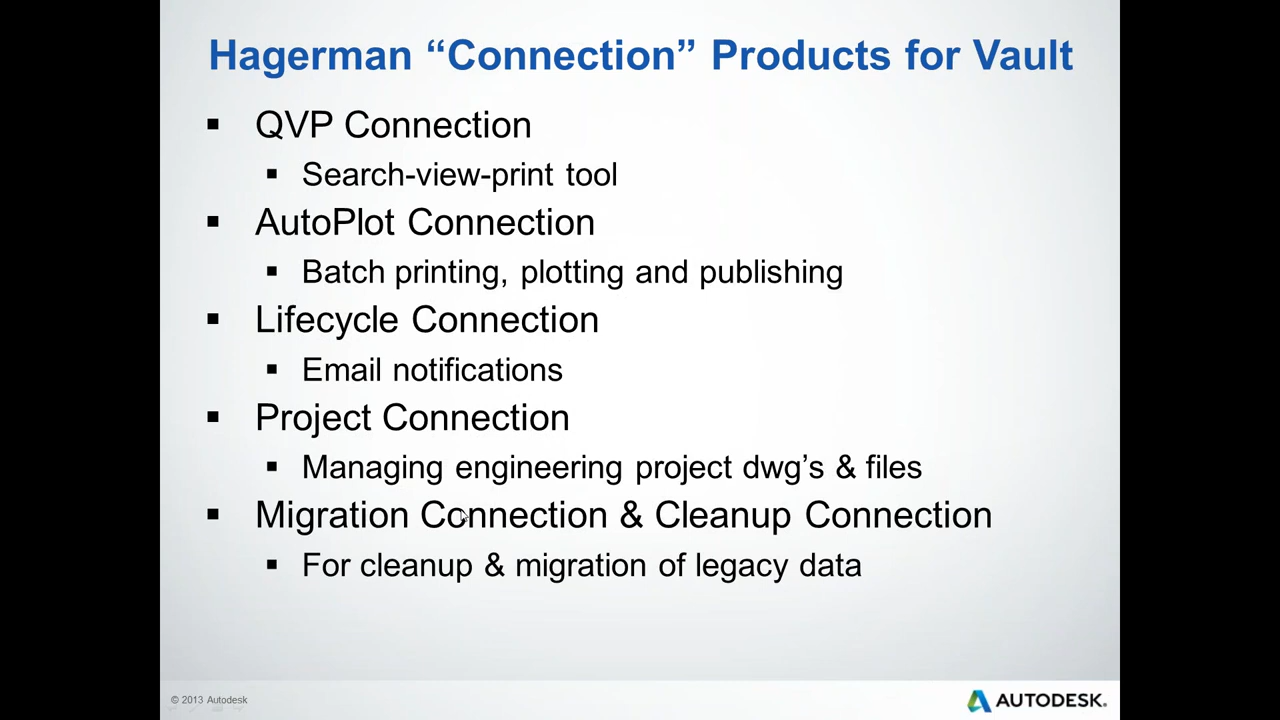 Hagerman “Connection” Products for Vault
▪ QVP Connection
▪ Search-view-print tool
▪ AutoPlot Connection
▪ Batch printing, plotting and publishing
▪ Lifecycle Connection
▪ Email notifications
▪ Project Connection
▪ Managing engineering project dwg’s & files
▪ Migration Connection & Cleanup Connection
▪ For cleanup & migration of legacy data
© 2013 Autodesk
AUTODESK.